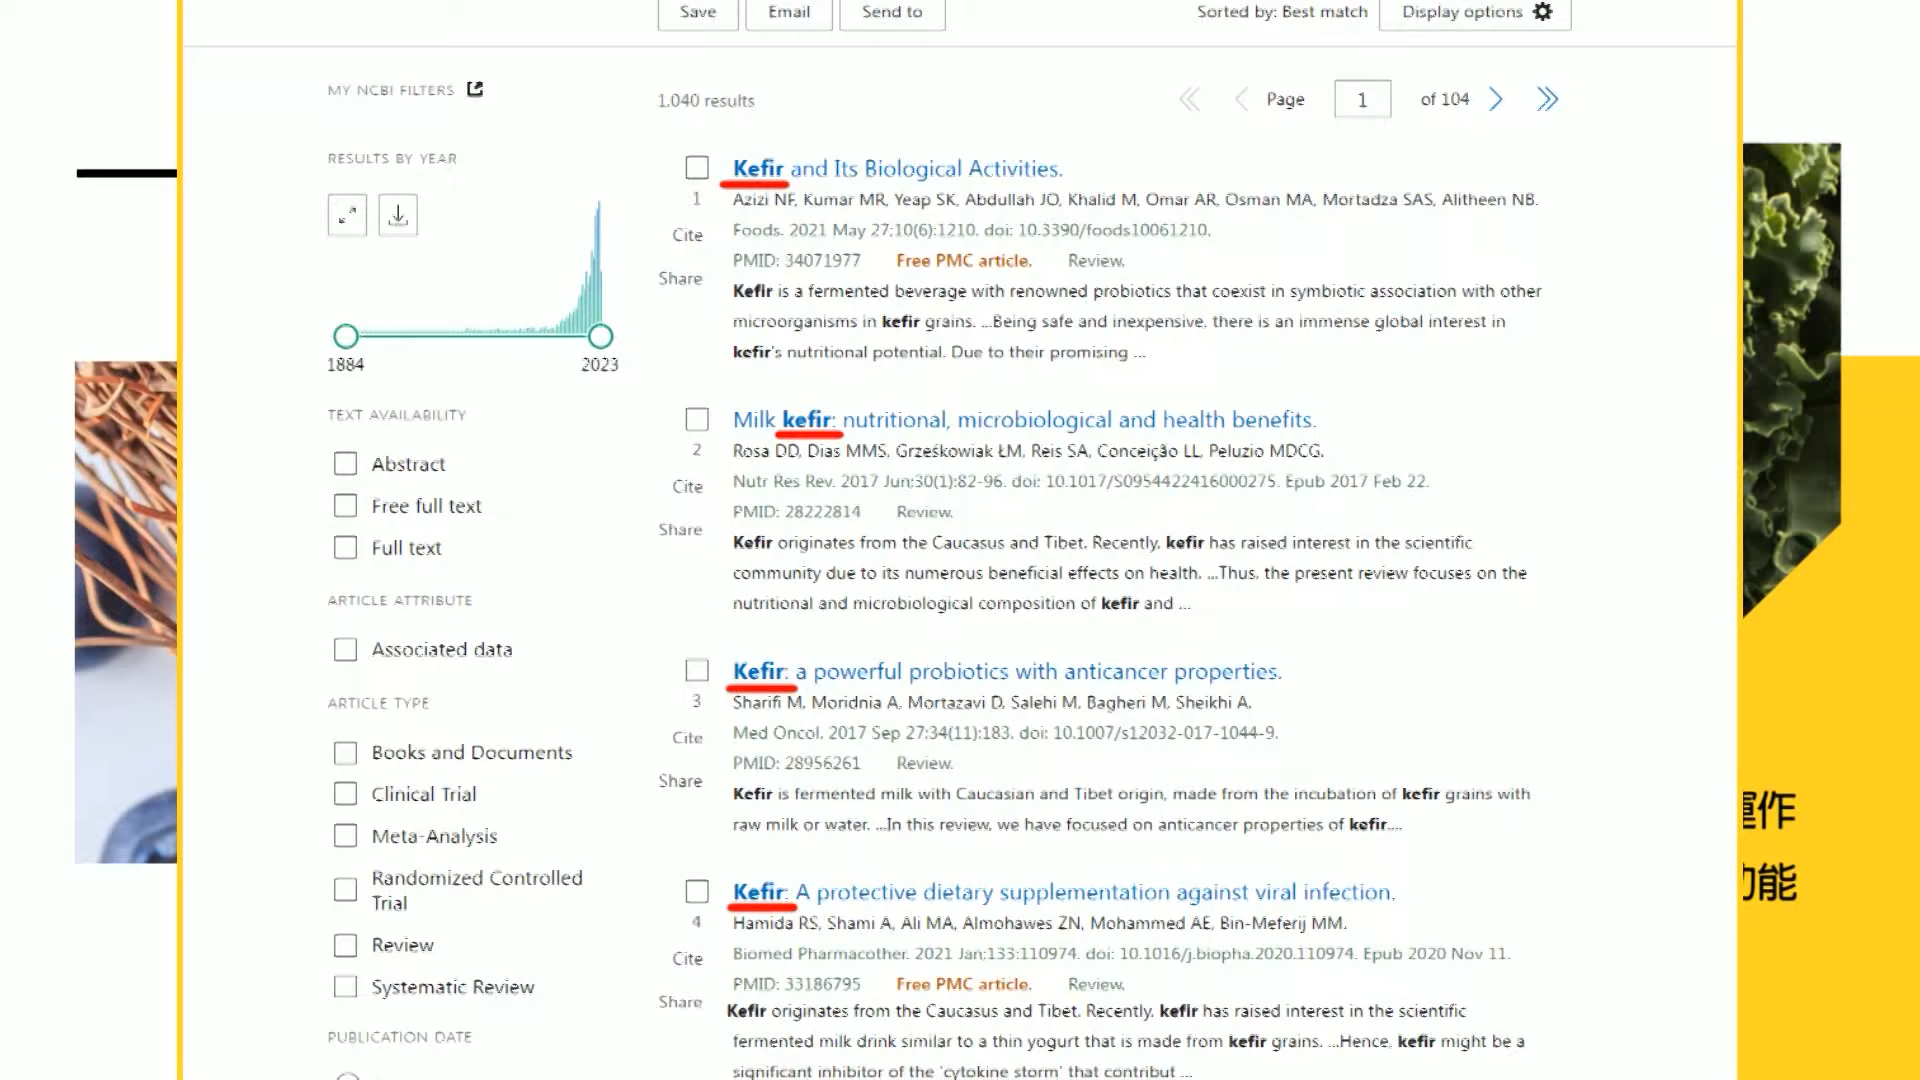 Save
Email
Send to
Sorted by: Best match
Display options
MY NCBI FILTERS
1,040 results
Page
1
of 104
RESULTS BY YEAR
1884
2023
TEXT AVAILABILITY
Abstract
Free full text
Full text
ARTICLE ATTRIBUTE
Associated data
ARTICLE TYPE
Books and Documents
Clinical Trial
Meta-Analysis
Randomized Controlled
Trial
Review
Systematic Review
PUBLICATION DATE
Kefir and Its Biological Activities.
1
Azizi NF, Kumar MR, Yeap SK, Abdullah JO, Khalid M, Omar AR, Osman MA, Mortadza SAS, Alitheen NB.
Cite
Foods. 2021 May 27;10(6):1210. doi: 10.3390/foods10061210.
PMID: 34071977 Free PMC article. Review.
Share
Kefir is a fermented beverage with renowned probiotics that coexist in symbiotic association with other
microorganisms in kefir grains. ...Being safe and inexpensive, there is an immense global interest in
kefir's nutritional potential. Due to their promising ...
Milk kefir: nutritional, microbiological and health benefits.
2
Rosa DD, Dias MMS, Grześkowiak ŁM, Reis SA, Conceição LL, Peluzio MDCG.
Cite
Nutr Res Rev. 2017 Jun;30(1):82-96. doi: 10.1017/S0954422416000275. Epub 2017 Feb 22.
PMID: 28222814 Review.
Share
Kefir originates from the Caucasus and Tibet. Recently, kefir has raised interest in the scientific
community due to its numerous beneficial effects on health. ...Thus, the present review focuses on the
nutritional and microbiological composition of kefir and ...
Kefir: a powerful probiotics with anticancer properties.
3
Sharifi M, Moridnia A, Mortazavi D, Salehi M, Bagheri M, Sheikhi A.
Cite
Med Oncol. 2017 Sep 27;34(11):183. doi: 10.1007/s12032-017-1044-9.
PMID: 28956261 Review.
Share
Kefir is fermented milk with Caucasian and Tibet origin, made from the incubation of kefir grains with
raw milk or water. ...In this review, we have focused on anticancer properties of kefir....
Kefir: A protective dietary supplementation against viral infection.
4
Hamida RS, Shami A, Ali MA, Almohawes ZN, Mohammed AE, Bin-Meferij MM.
Cite
Biomed Pharmacother. 2021 Jan;133:110974. doi: 10.1016/j.biopha.2020.110974. Epub 2020 Nov 11.
PMID: 33186795 Free PMC article. Review.
Share
Kefir originates from the Caucasus and Tibet. Recently, kefir has raised interest in the scientific
fermented milk drink similar to a thin yogurt that is made from kefir grains. ...Hence, kefir might be a
significant inhibitor of the 'cytokine storm' that contribut ...
運作
功能